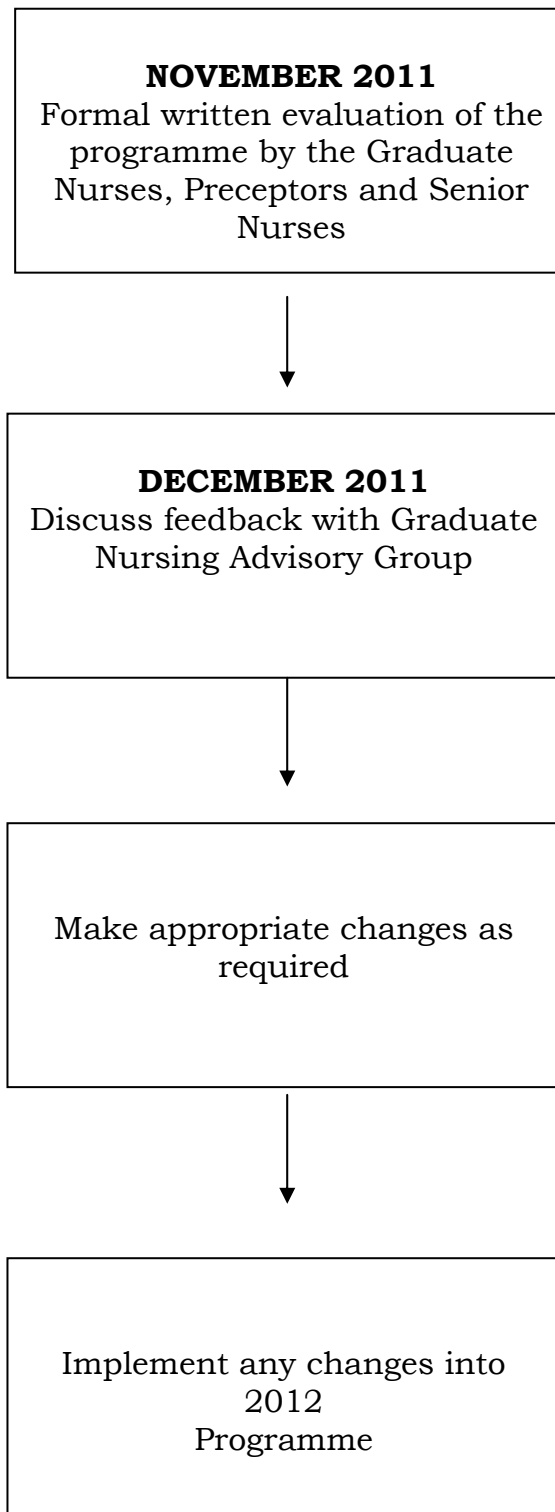 NOVEMBER 2011
Formal written evaluation of the
programme by the Graduate
Nurses, Preceptors and Senior
Nurses
DECEMBER 2011
Discuss feedback with Graduate
Nursing Advisory Group
Make appropriate changes as
required
Implement any changes into
2012
Programme